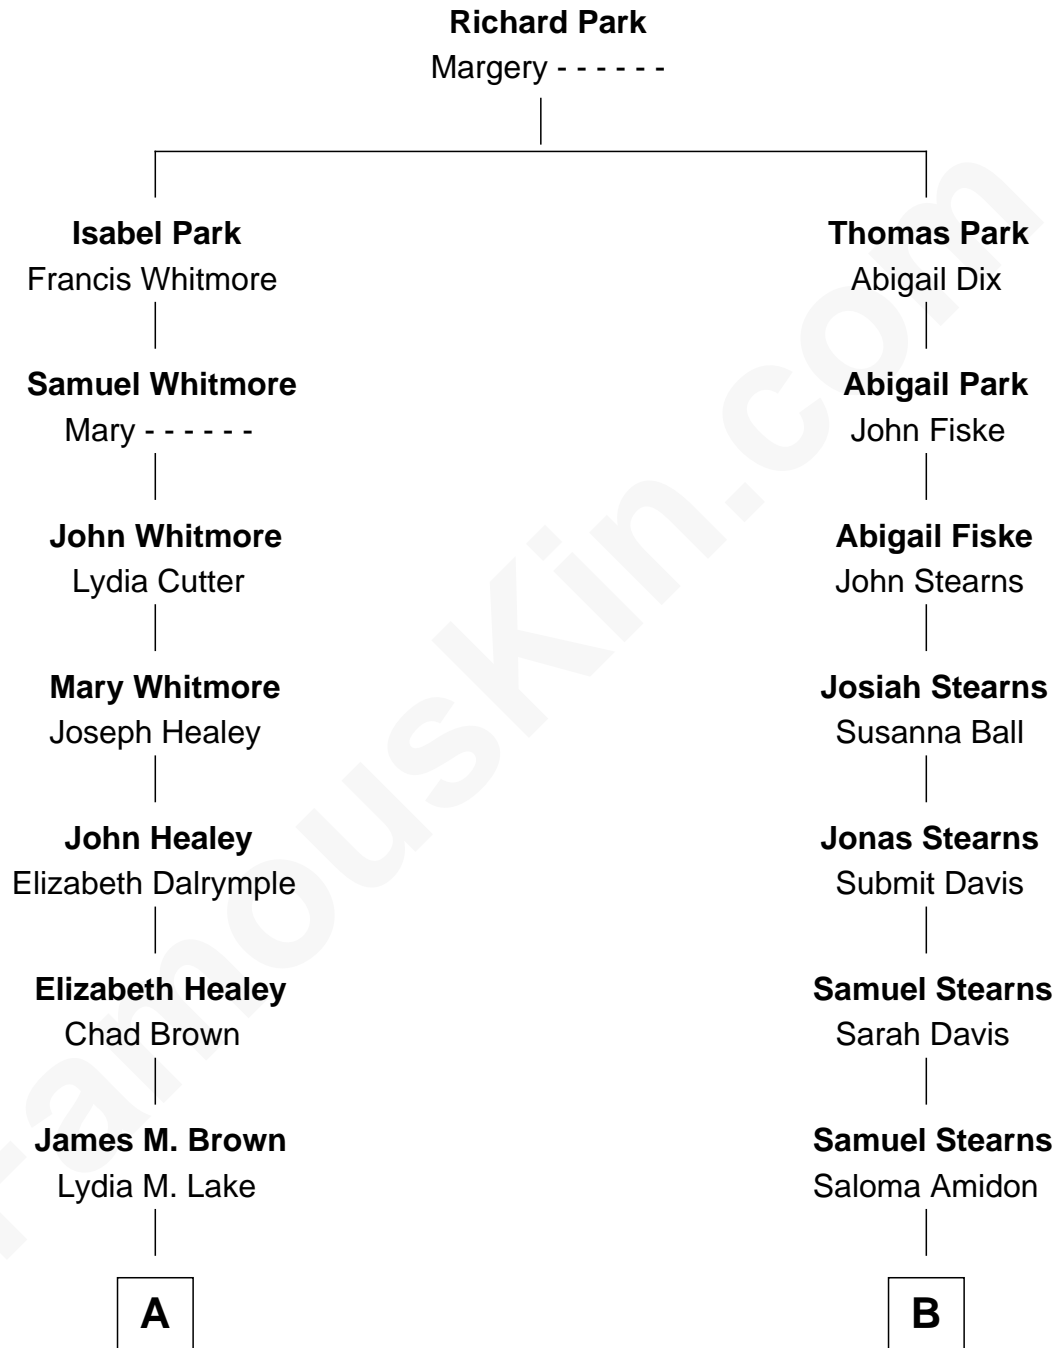 Richard Park
Margery - - - - - -
Isabel Park
Francis Whitmore
Thomas Park
Abigail Dix
Samuel Whitmore
Mary - - - - - -
Abigail Park
John Fiske
John Whitmore
Lydia Cutter
Abigail Fiske
John Stearns
Mary Whitmore
Joseph Healey
Josiah Stearns
Susanna Ball
John Healey
Elizabeth Dalrymple
Jonas Stearns
Submit Davis
Elizabeth Healey
Chad Brown
Samuel Stearns
Sarah Davis
James M. Brown
Lydia M. Lake
Samuel Stearns
Saloma Amidon
A
B
FamousKin.com